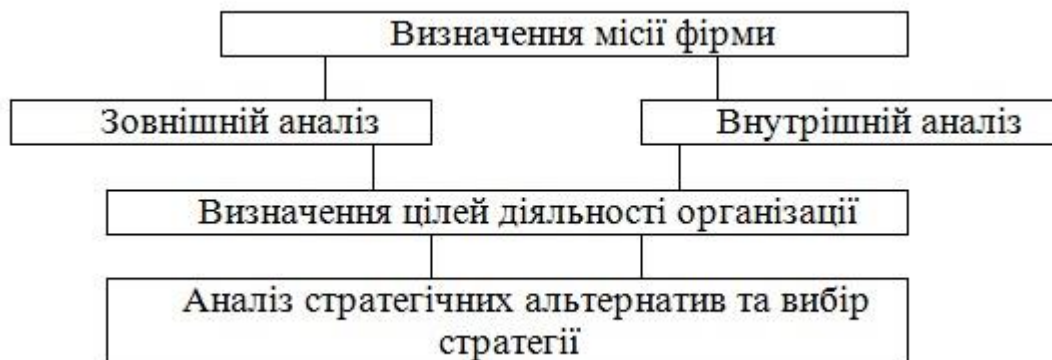 Визначення місії фірми
Зовнішній аналіз
Внутрішній аналіз
Визначення цілей діяльності організації
Аналіз стратегічних альтернатив та вибір
стратегії